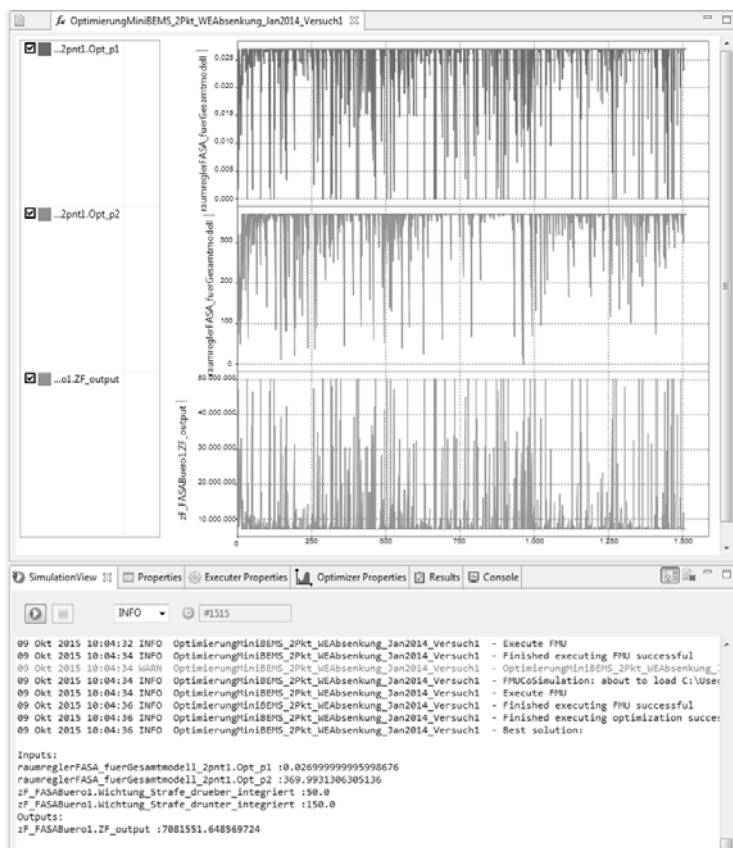 OptimierungMiniBEMS_2Pkt_WEAbsenkung_Jan2014_Versuch1
...2pnt1.Opt_p1
raumreglerFASA_fuerGesamtmodell |
0,025
0,020
0,015
0,010
0,005
0,000
...2pnt1.Opt_p2
raumreglerFASA_fuerGesamtmodell |
300
200
100
0
...o1.ZF_output
zF_FASABuero1.ZF_output |
50.000.000
40.000.000
30.000.000
20.000.000
10.000.000
0 250 500 750 1.000 1.250 1.500
SimulationView Properties Executer Properties Optimizer Properties Results Console
INFO #1515
09 Okt 2015 10:04:32 INFO OptimierungMiniBEMS_2Pkt_WEAbsenkung_Jan2014_Versuch1 - Execute FMU
09 Okt 2015 10:04:34 INFO OptimierungMiniBEMS_2Pkt_WEAbsenkung_Jan2014_Versuch1 - Finished executing FMU successful
09 Okt 2015 10:04:34 WARN OptimierungMiniBEMS_2Pkt_WEAbsenkung_Jan2014_Versuch1 - OptimierungMiniBEMS_2Pkt_WEAbsenkung_
09 Okt 2015 10:04:34 INFO OptimierungMiniBEMS_2Pkt_WEAbsenkung_Jan2014_Versuch1 - FMUCoSimulation: about to load C:\User
09 Okt 2015 10:04:34 INFO OptimierungMiniBEMS_2Pkt_WEAbsenkung_Jan2014_Versuch1 - Execute FMU
09 Okt 2015 10:04:36 INFO OptimierungMiniBEMS_2Pkt_WEAbsenkung_Jan2014_Versuch1 - Finished executing FMU successful
09 Okt 2015 10:04:36 INFO OptimierungMiniBEMS_2Pkt_WEAbsenkung_Jan2014_Versuch1 - Finished executing optimization succes
09 Okt 2015 10:04:36 INFO OptimierungMiniBEMS_2Pkt_WEAbsenkung_Jan2014_Versuch1 - Best solution:
Inputs:
raumreglerFASA_fuerGesamtmodell_2pnt1.Opt_p1 :0.026999999995998676
raumreglerFASA_fuerGesamtmodell_2pnt1.Opt_p2 :369.9931306305136
zF_FASABuero1.Wichtung_Strafe_drueber_integriert :50.0
zF_FASABuero1.Wichtung_Strafe_drunter_integriert :150.0
Outputs:
zF_FASABuero1.ZF_output :7081551.648569724